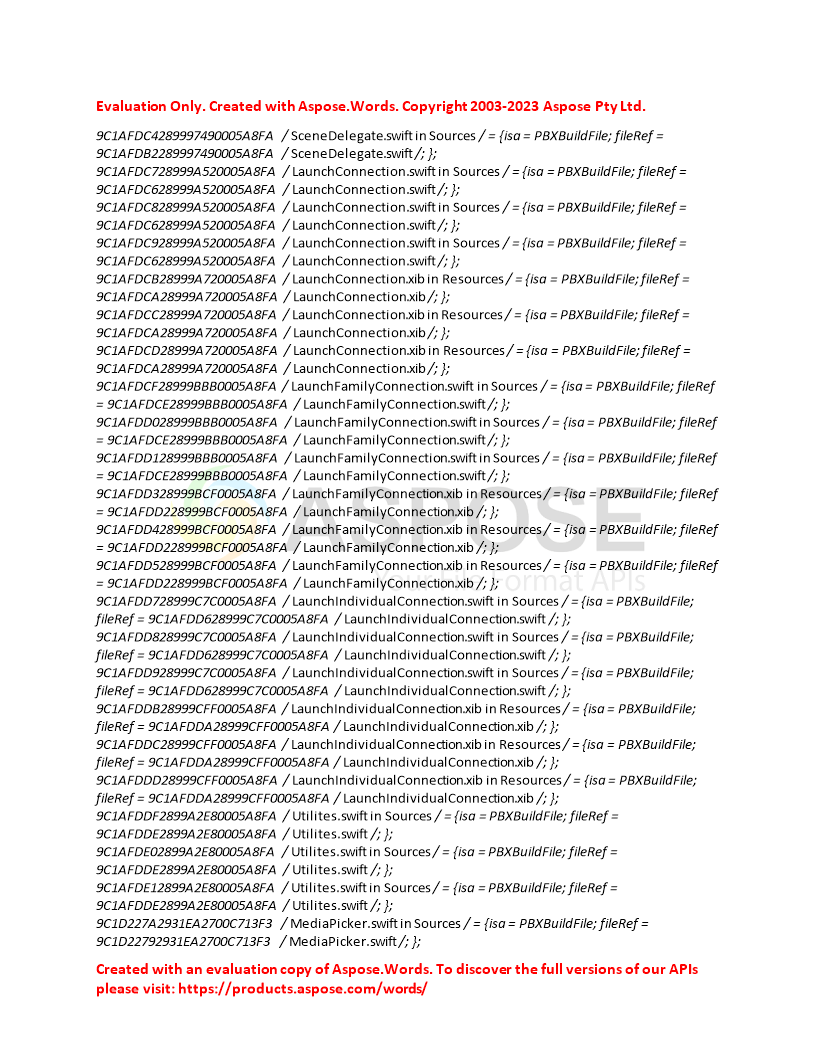 Evaluation Only. Created with Aspose.Words. Copyright 2003-2023 Aspose Pty Ltd.
9C1AFDC4289997490005A8FA / SceneDelegate.swift in Sources / = {isa = PBXBuildFile; fileRef =
9C1AFDB2289997490005A8FA / SceneDelegate.swift /; };
9C1AFDC728999A520005A8FA / LaunchConnection.swift in Sources / = {isa = PBXBuildFile; fileRef =
9C1AFDC628999A520005A8FA / LaunchConnection.swift /; };
9C1AFDC828999A520005A8FA / LaunchConnection.swift in Sources / = {isa = PBXBuildFile; fileRef =
9C1AFDC628999A520005A8FA / LaunchConnection.swift /; };
9C1AFDC928999A520005A8FA / LaunchConnection.swift in Sources / = {isa = PBXBuildFile; fileRef =
9C1AFDC628999A520005A8FA / LaunchConnection.swift /; };
9C1AFDCB28999A720005A8FA / LaunchConnection.xib in Resources / = {isa = PBXBuildFile; fileRef =
9C1AFDCA28999A720005A8FA / LaunchConnection.xib /; };
9C1AFDCC28999A720005A8FA / LaunchConnection.xib in Resources / = {isa = PBXBuildFile; fileRef =
9C1AFDCA28999A720005A8FA / LaunchConnection.xib /; };
9C1AFDCD28999A720005A8FA / LaunchConnection.xib in Resources / = {isa = PBXBuildFile; fileRef =
9C1AFDCA28999A720005A8FA / LaunchConnection.xib /; };
9C1AFDCF28999BBB0005A8FA / LaunchFamilyConnection.swift in Sources / = {isa = PBXBuildFile; fileRef
= 9C1AFDCE28999BBB0005A8FA / LaunchFamilyConnection.swift /; };
9C1AFDD028999BBB0005A8FA / LaunchFamilyConnection.swift in Sources / = {isa = PBXBuildFile; fileRef
= 9C1AFDCE28999BBB0005A8FA / LaunchFamilyConnection.swift /; };
9C1AFDD128999BBB0005A8FA / LaunchFamilyConnection.swift in Sources / = {isa = PBXBuildFile; fileRef
= 9C1AFDCE28999BBB0005A8FA / LaunchFamilyConnection.swift /; };
9C1AFDD328999BCF0005A8FA / LaunchFamilyConnection.xib in Resources / = {isa = PBXBuildFile; fileRef
= 9C1AFDD228999BCF0005A8FA / LaunchFamilyConnection.xib /; };
9C1AFDD428999BCF0005A8FA / LaunchFamilyConnection.xib in Resources / = {isa = PBXBuildFile; fileRef
= 9C1AFDD228999BCF0005A8FA / LaunchFamilyConnection.xib /; };
9C1AFDD528999BCF0005A8FA / LaunchFamilyConnection.xib in Resources / = {isa = PBXBuildFile; fileRef
= 9C1AFDD228999BCF0005A8FA / LaunchFamilyConnection.xib /; };
9C1AFDD728999C7C0005A8FA / LaunchIndividualConnection.swift in Sources / = {isa = PBXBuildFile;
fileRef = 9C1AFDD628999C7C0005A8FA / LaunchIndividualConnection.swift /; };
9C1AFDD828999C7C0005A8FA / LaunchIndividualConnection.swift in Sources / = {isa = PBXBuildFile;
fileRef = 9C1AFDD628999C7C0005A8FA / LaunchIndividualConnection.swift /; };
9C1AFDD928999C7C0005A8FA / LaunchIndividualConnection.swift in Sources / = {isa = PBXBuildFile;
fileRef = 9C1AFDD628999C7C0005A8FA / LaunchIndividualConnection.swift /; };
9C1AFDDB28999CFF0005A8FA / LaunchIndividualConnection.xib in Resources / = {isa = PBXBuildFile;
fileRef = 9C1AFDDA28999CFF0005A8FA / LaunchIndividualConnection.xib /; };
9C1AFDDC28999CFF0005A8FA / LaunchIndividualConnection.xib in Resources / = {isa = PBXBuildFile;
fileRef = 9C1AFDDA28999CFF0005A8FA / LaunchIndividualConnection.xib /; };
9C1AFDDD28999CFF0005A8FA / LaunchIndividualConnection.xib in Resources / = {isa = PBXBuildFile;
fileRef = 9C1AFDDA28999CFF0005A8FA / LaunchIndividualConnection.xib /; };
9C1AFDDF2899A2E80005A8FA / Utilites.swift in Sources / = {isa = PBXBuildFile; fileRef =
9C1AFDDE2899A2E80005A8FA / Utilites.swift /; };
9C1AFDE02899A2E80005A8FA / Utilites.swift in Sources / = {isa = PBXBuildFile; fileRef =
9C1AFDDE2899A2E80005A8FA / Utilites.swift /; };
9C1AFDE12899A2E80005A8FA / Utilites.swift in Sources / = {isa = PBXBuildFile; fileRef =
9C1AFDDE2899A2E80005A8FA / Utilites.swift /; };
9C1D227A2931EA2700C713F3 / MediaPicker.swift in Sources / = {isa = PBXBuildFile; fileRef =
9C1D22792931EA2700C713F3 / MediaPicker.swift /; };
Created with an evaluation copy of Aspose.Words. To discover the full versions of our APIs
please visit: https://products.aspose.com/words/
ASPOSE
Your File Format APIs